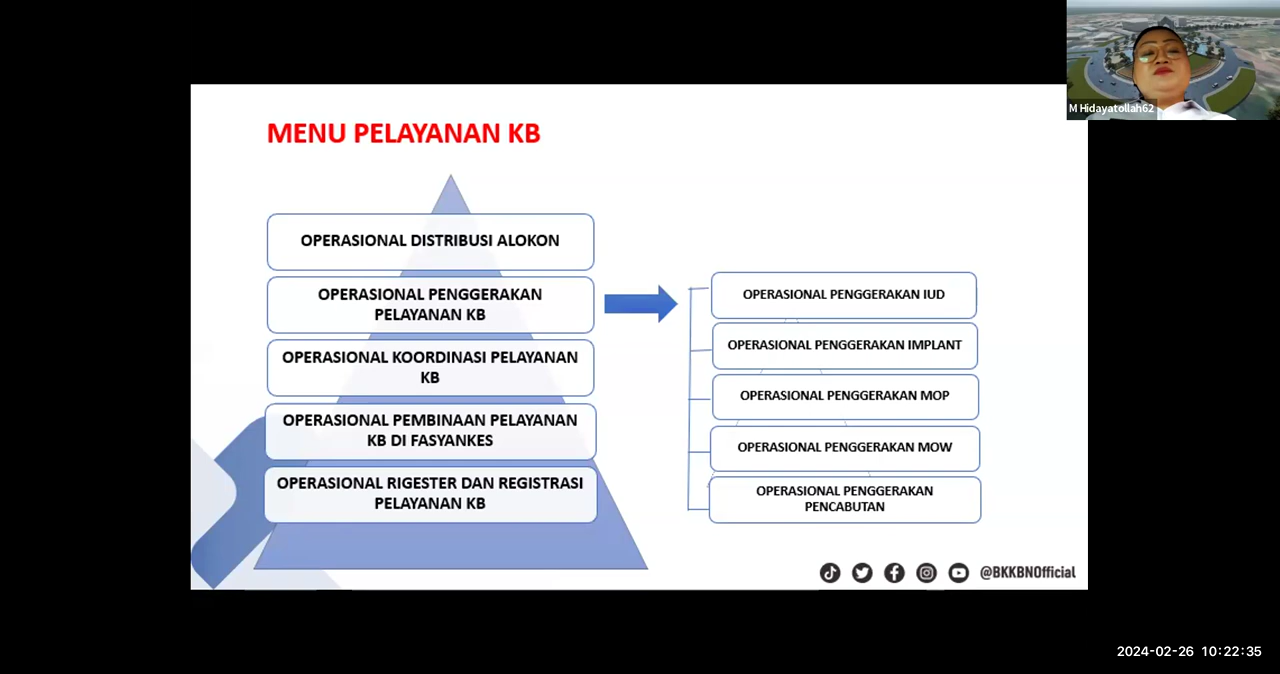 M Hidayatollah62
MENU PELAYANAN KB
OPERASIONAL DISTRIBUSI ALOKON
OPERASIONAL PENGGERAKAN
PELAYANAN KB
OPERASIONAL KOORDINASI PELAYANAN
KB
OPERASIONAL PEMBINAAN PELAYANAN
KB DI FASYANKES
OPERASIONAL RIGESTER DAN REGISTRASI
PELAYANAN KB
OPERASIONAL PENGGERAKAN IUD
OPERASIONAL PENGGERAKAN IMPLANT
OPERASIONAL PENGGERAKAN MOP
OPERASIONAL PENGGERAKAN MOW
OPERASIONAL PENGGERAKAN
PENCABUTAN
@BKKBNOfficial
2024-02-26 10:22:35